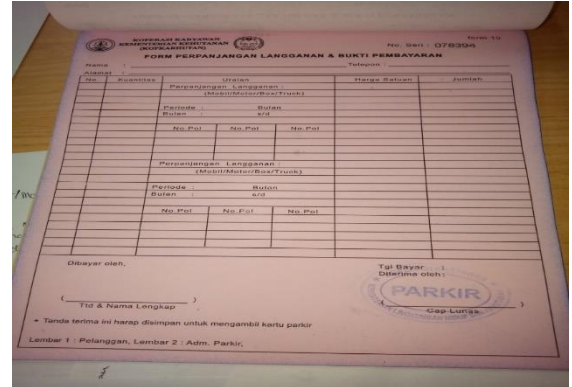 form 1a
KOPERASI KARYAWAN
KEMENTERIAN KEHUTANAN
(KOPKARHUTAN)
No. Seri : 078394
FORM PERPANJANGAN LANGGANAN & BUKTI PEMBAYARAN
Nama : Telepon :
Alamat :
No. Kuantitas Uraian Harga Satuan Jumlah
Perpanjangan Langganan :
(Mobil/Motor/Box/Truck)
Periode : Bulan
Bulan : s/d
No.Pol No.Pol No.Pol
Perpanjangan Langganan :
(Mobil/Motor/Box/Truck)
Periode : Bulan
Bulan : s/d
No.Pol No.Pol No.Pol
Dibayar oleh, Tgl Bayar :
Diterima oleh :
PARKIR
( ) ( )
Ttd & Nama Lengkap Cap Lunas
* Tanda terima ini harap disimpan untuk mengambil kartu parkir
Lembar 1 : Pelanggan, Lembar 2 : Adm. Parkir,